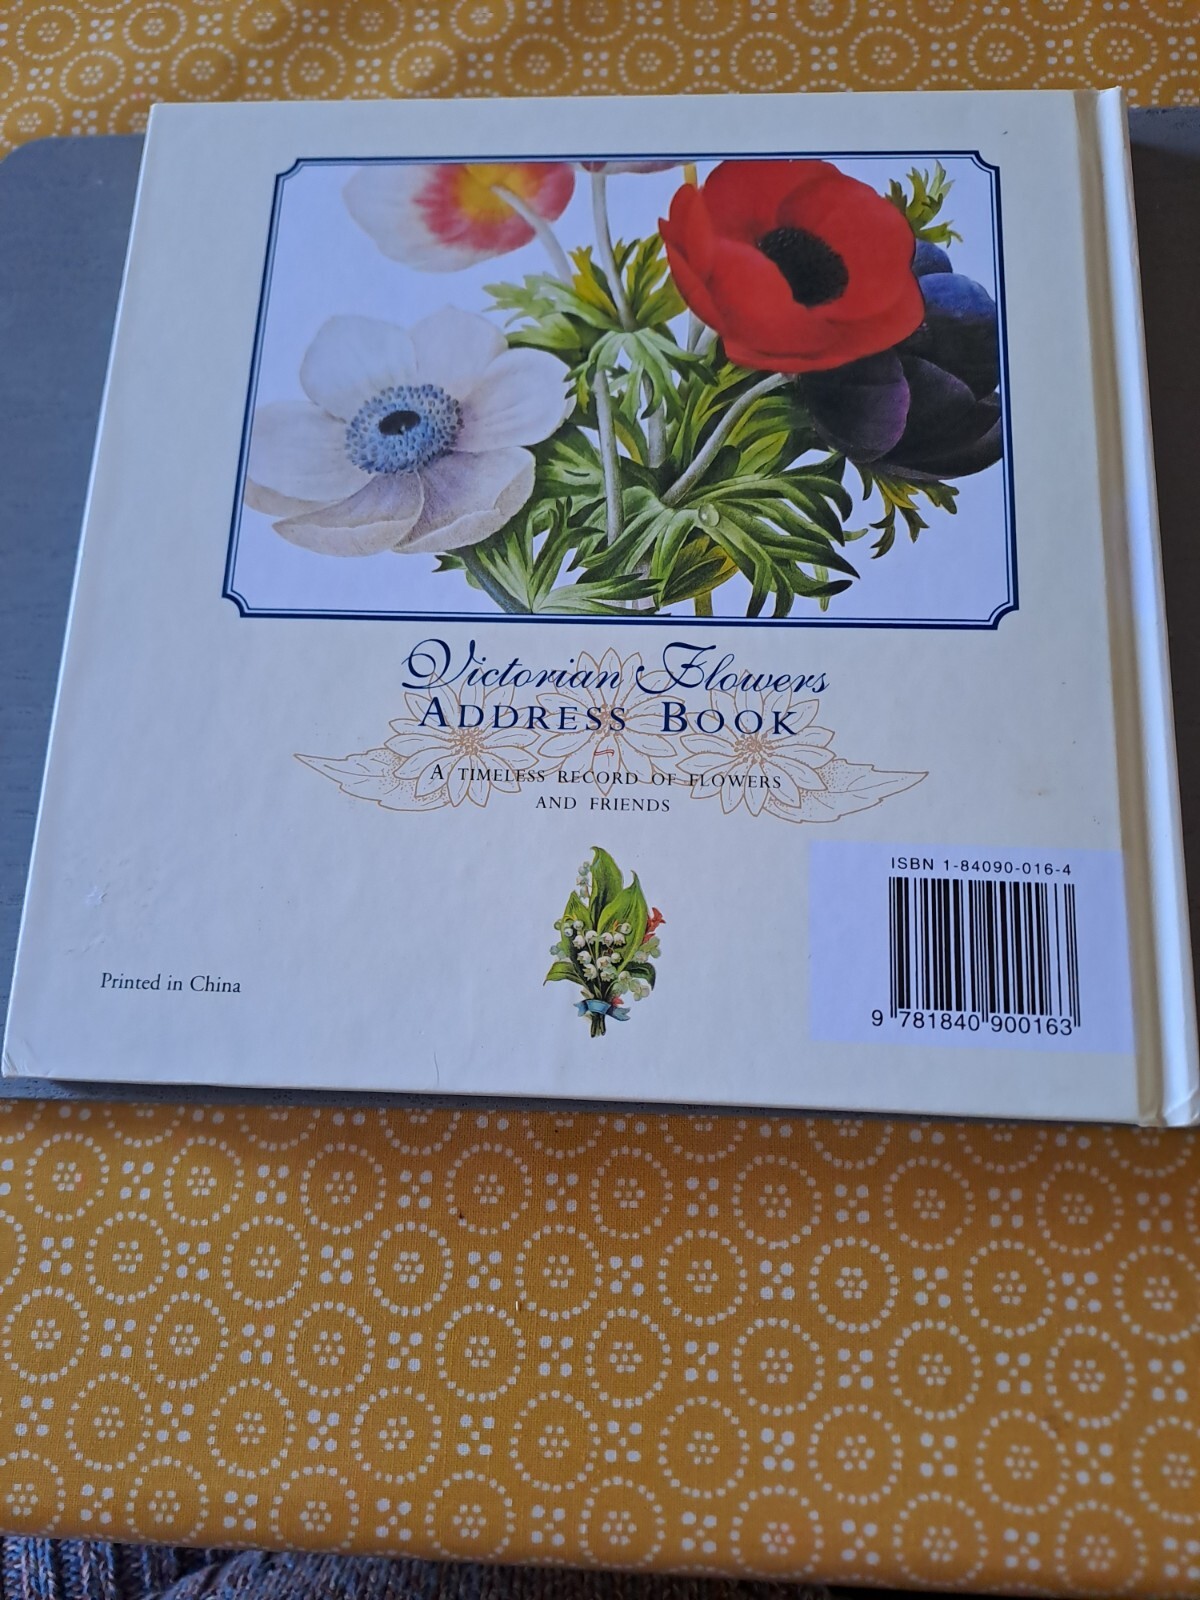 Victorian Flowers
ADDRESS BOOK
A TIMELESS RECORD OF FLOWERS
AND FRIENDS
ISBN 1-84090-016-4
9 781840 900163
Printed in China